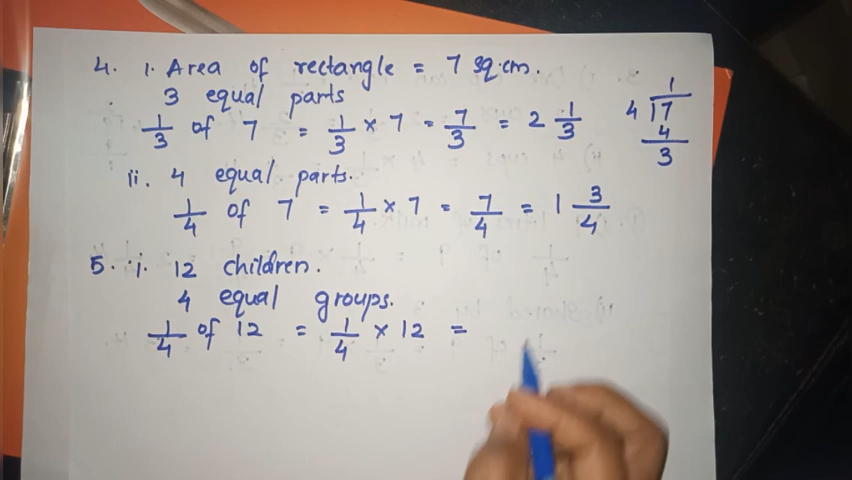 4. i. Area of rectangle = 7 sq.cm.
3 equal parts
1/3 of 7 = 1/3 × 7 = 7/3 = 2 1/3
1
4 17
4
3
ii. 4 equal parts.
1/4 of 7 = 1/4 × 7 = 7/4 = 1 3/4
5. i. 12 children.
4 equal groups.
1/4 of 12 = 1/4 × 12 =